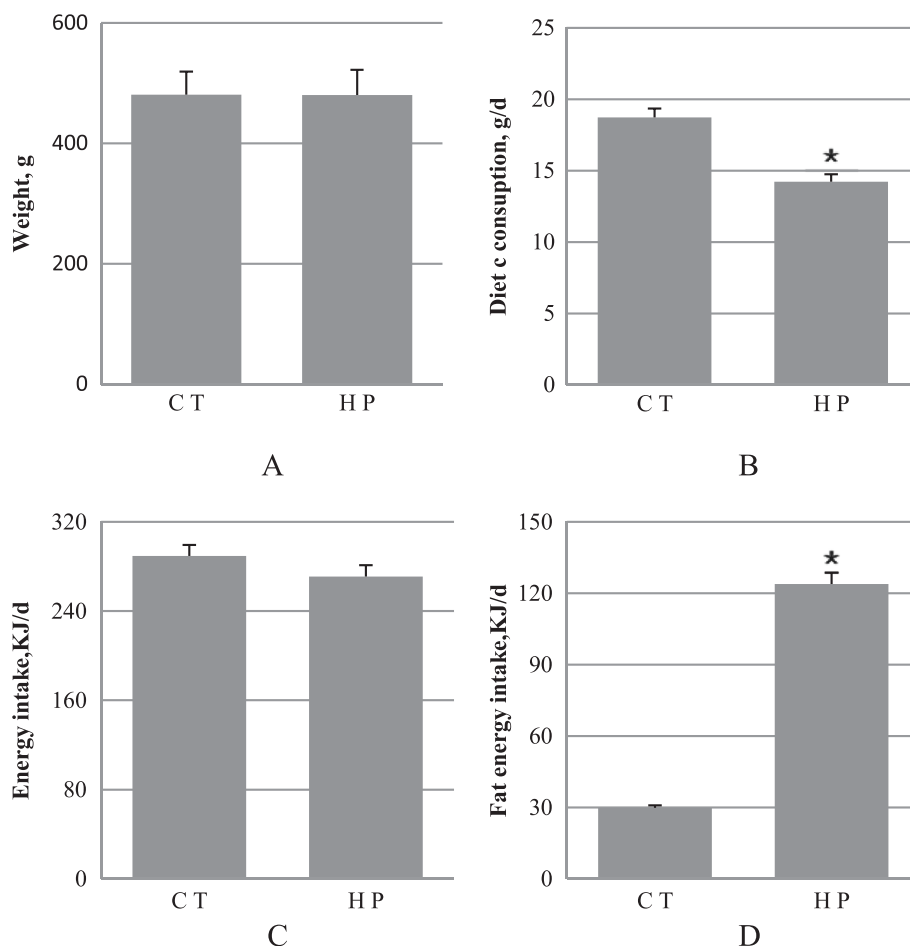 600
400
200
0
Weight, g
C T
H P
A
25
20
15
10
5
0
Diet c consuption, g/d
*
C T
H P
B
320
240
160
80
0
Energy intake,KJ/d
C T
H P
C
150
120
90
60
30
0
Fat energy intake,KJ/d
*
C T
H P
D